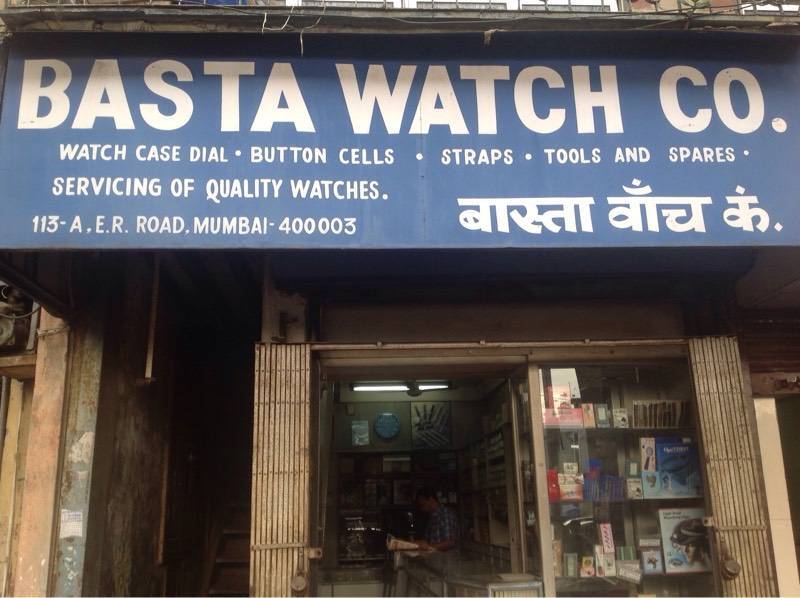 BASTA WATCH CO.
WATCH CASE DIAL • BUTTON CELLS • STRAPS • TOOLS AND SPARES •
SERVICING OF QUALITY WATCHES.
113-A, E.R. ROAD, MUMBAI-400003
बास्ता वाँच कं.